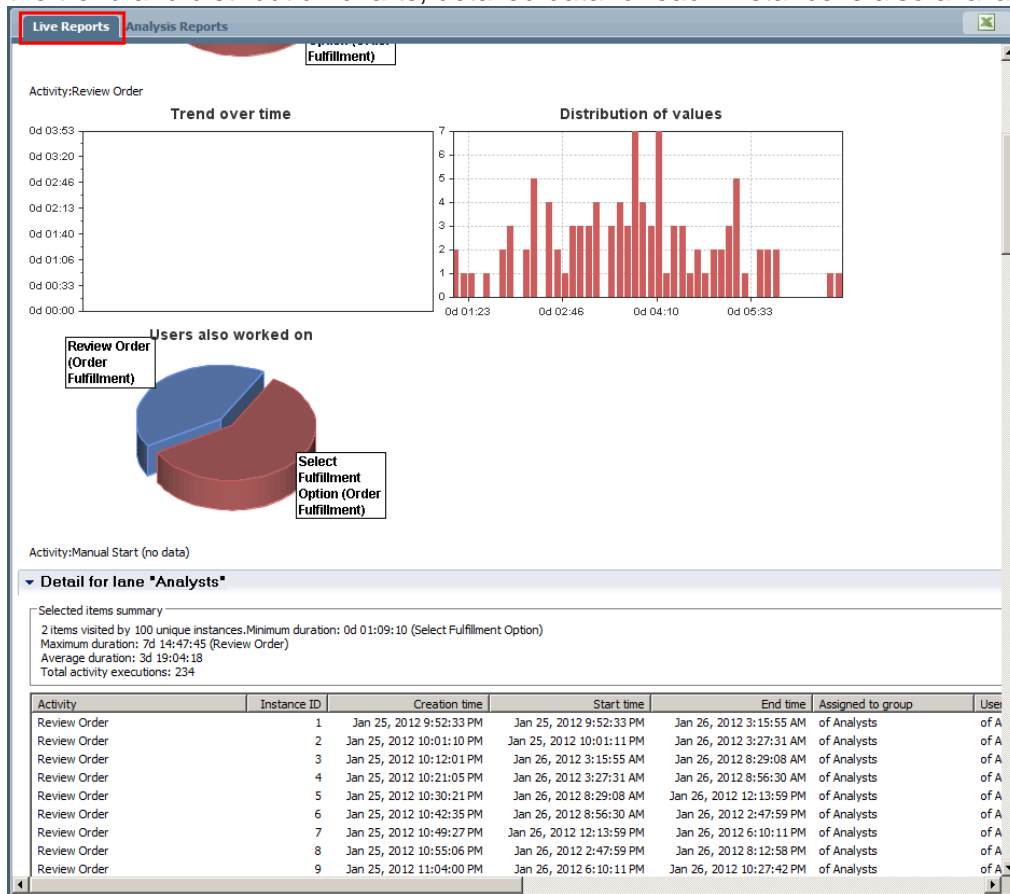 Live Reports Analysis Reports
Fulfillment)
Activity:Review Order
Trend over time
Distribution of values
0d 03:53
0d 03:20
0d 02:46
0d 02:13
0d 01:40
0d 01:06
0d 00:33
0d 00:00
7
6
5
4
3
2
1
0
0d 01:23 0d 02:46 0d 04:10 0d 05:33
Users also worked on
Review Order
(Order
Fulfillment)
Select
Fulfillment
Option (Order
Fulfillment)
Activity:Manual Start (no data)
Detail for lane "Analysts"
Selected items summary
2 items visited by 100 unique instances.Minimum duration: 0d 01:09:10 (Select Fulfillment Option)
Maximum duration: 7d 14:47:45 (Review Order)
Average duration: 3d 19:04:18
Total activity executions: 234
Activity Instance ID Creation time Start time End time Assigned to group
Review Order 1 Jan 25, 2012 9:52:33 PM Jan 25, 2012 9:52:33 PM Jan 26, 2012 3:15:55 AM of Analysts of A
Review Order 2 Jan 25, 2012 10:01:10 PM Jan 25, 2012 10:01:11 PM Jan 26, 2012 3:27:31 AM of Analysts of A
Review Order 3 Jan 25, 2012 10:12:01 PM Jan 26, 2012 3:15:55 AM Jan 26, 2012 8:29:08 AM of Analysts of A
Review Order 4 Jan 25, 2012 10:21:05 PM Jan 26, 2012 3:27:31 AM Jan 26, 2012 8:56:30 AM of Analysts of A
Review Order 5 Jan 25, 2012 10:30:21 PM Jan 26, 2012 8:29:08 AM Jan 26, 2012 12:13:59 PM of Analysts of A
Review Order 6 Jan 25, 2012 10:42:35 PM Jan 26, 2012 8:56:30 AM Jan 26, 2012 2:47:59 PM of Analysts of A
Review Order 7 Jan 25, 2012 10:49:27 PM Jan 26, 2012 12:13:59 PM Jan 26, 2012 6:10:11 PM of Analysts of A
Review Order 8 Jan 25, 2012 10:55:06 PM Jan 26, 2012 2:47:59 PM Jan 26, 2012 8:12:58 PM of Analysts of A
Review Order 9 Jan 25, 2012 11:04:00 PM Jan 26, 2012 6:10:11 PM Jan 26, 2012 10:27:42 PM of Analysts of A